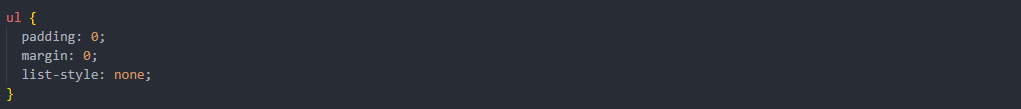 ul {
  padding: 0;
  margin: 0;
  list-style: none;
}